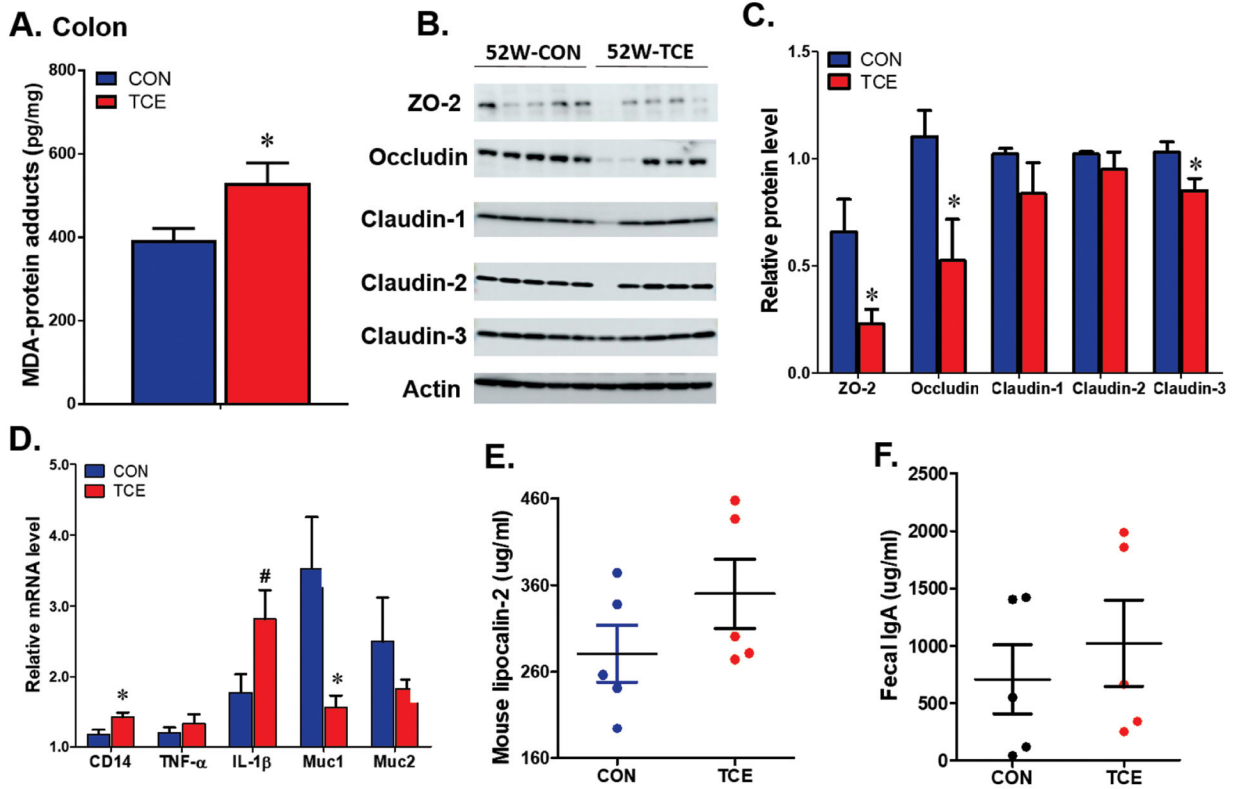 A. Colon
MDA-protein adducts (pg/mg)
800
600
400
200
0
CON
TCE
*
B.
52W-CON 52W-TCE
ZO-2
Occludin
Claudin-1
Claudin-2
Claudin-3
Actin
C.
Relative protein level
1.5
1.0
0.5
0.0
CON
TCE
* * *
ZO-2 Occludin Claudin-1 Claudin-2 Claudin-3
D.
Relative mRNA level
5.0
4.0
3.0
2.0
1.0
CON
TCE
* # *
CD14 TNF-α IL-1β Muc1 Muc2
E.
Mouse lipocalin-2 (ug/ml)
460
360
260
160
CON TCE
F.
Fecal IgA (ug/ml)
2500
2000
1500
1000
500
0
CON TCE